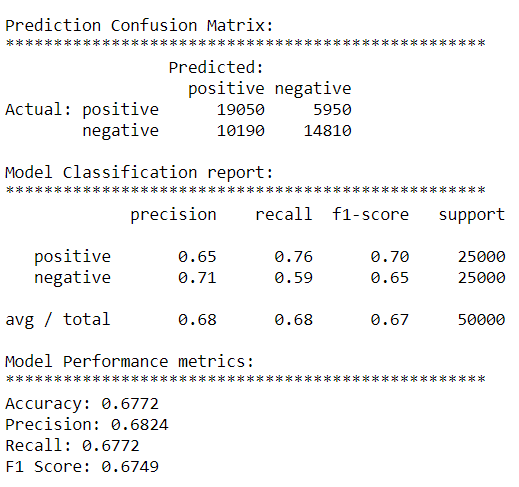 Prediction Confusion Matrix:
**************************************************
Predicted:
positive negative
Actual: positive 19050 5950
negative 10190 14810
Model Classification report:
**************************************************
precision recall f1-score support
positive 0.65 0.76 0.70 25000
negative 0.71 0.59 0.65 25000
avg / total 0.68 0.68 0.67 50000
Model Performance metrics:
**************************************************
Accuracy: 0.6772
Precision: 0.6824
Recall: 0.6772
F1 Score: 0.6749